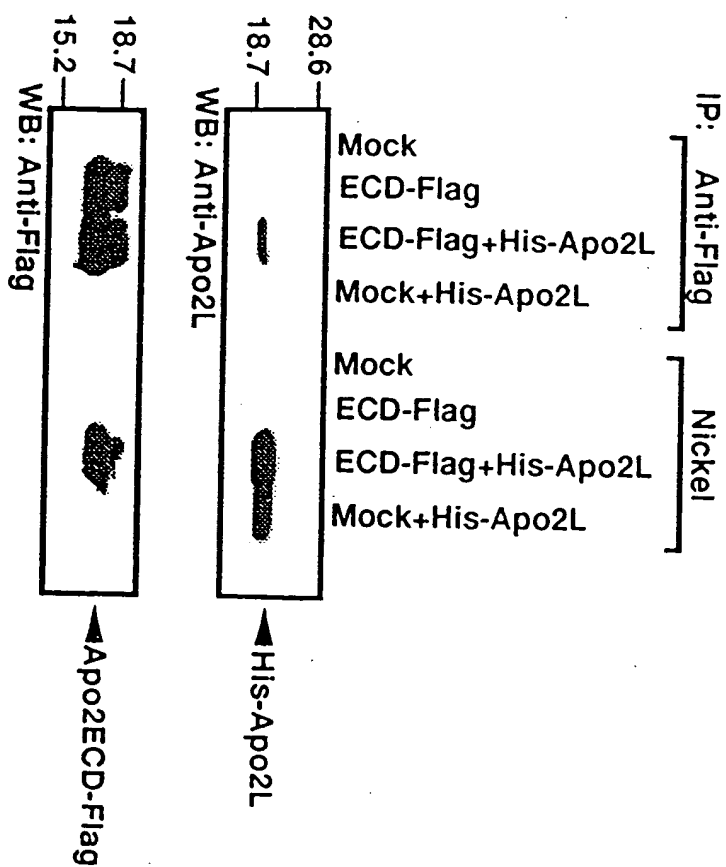 IP: Anti-Flag Nickel
Mock
ECD-Flag
ECD-Flag+His-Apo2L
Mock+His-Apo2L
Mock
ECD-Flag
ECD-Flag+His-Apo2L
Mock+His-Apo2L
28.6
18.7
His-Apo2L
WB: Anti-Apo2L
18.7
15.2
Apo2ECD-Flag
WB: Anti-Flag